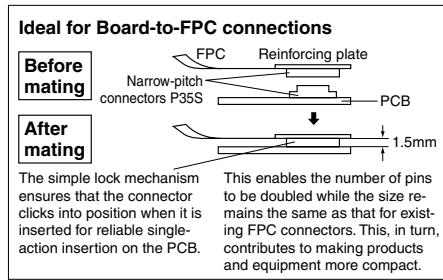 Ideal for Board-to-FPC connections
Before
mating
FPC
Reinforcing plate
Narrow-pitch
connectors P35S
PCB
After
mating
1.5mm
The simple lock mechanism
ensures that the connector
clicks into position when it is
inserted for reliable single-
action insertion on the PCB.
This enables the number of pins
to be doubled while the size re-
mains the same as that for exist-
ing FPC connectors. This, in turn,
contributes to making products
and equipment more compact.